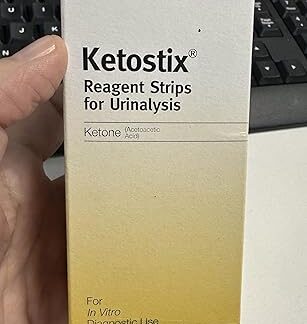 Ketostix®
Reagent Strips
for Urinalysis
Ketone (Acetoacetic
Acid)
For
In Vitro
Diagnostic Use